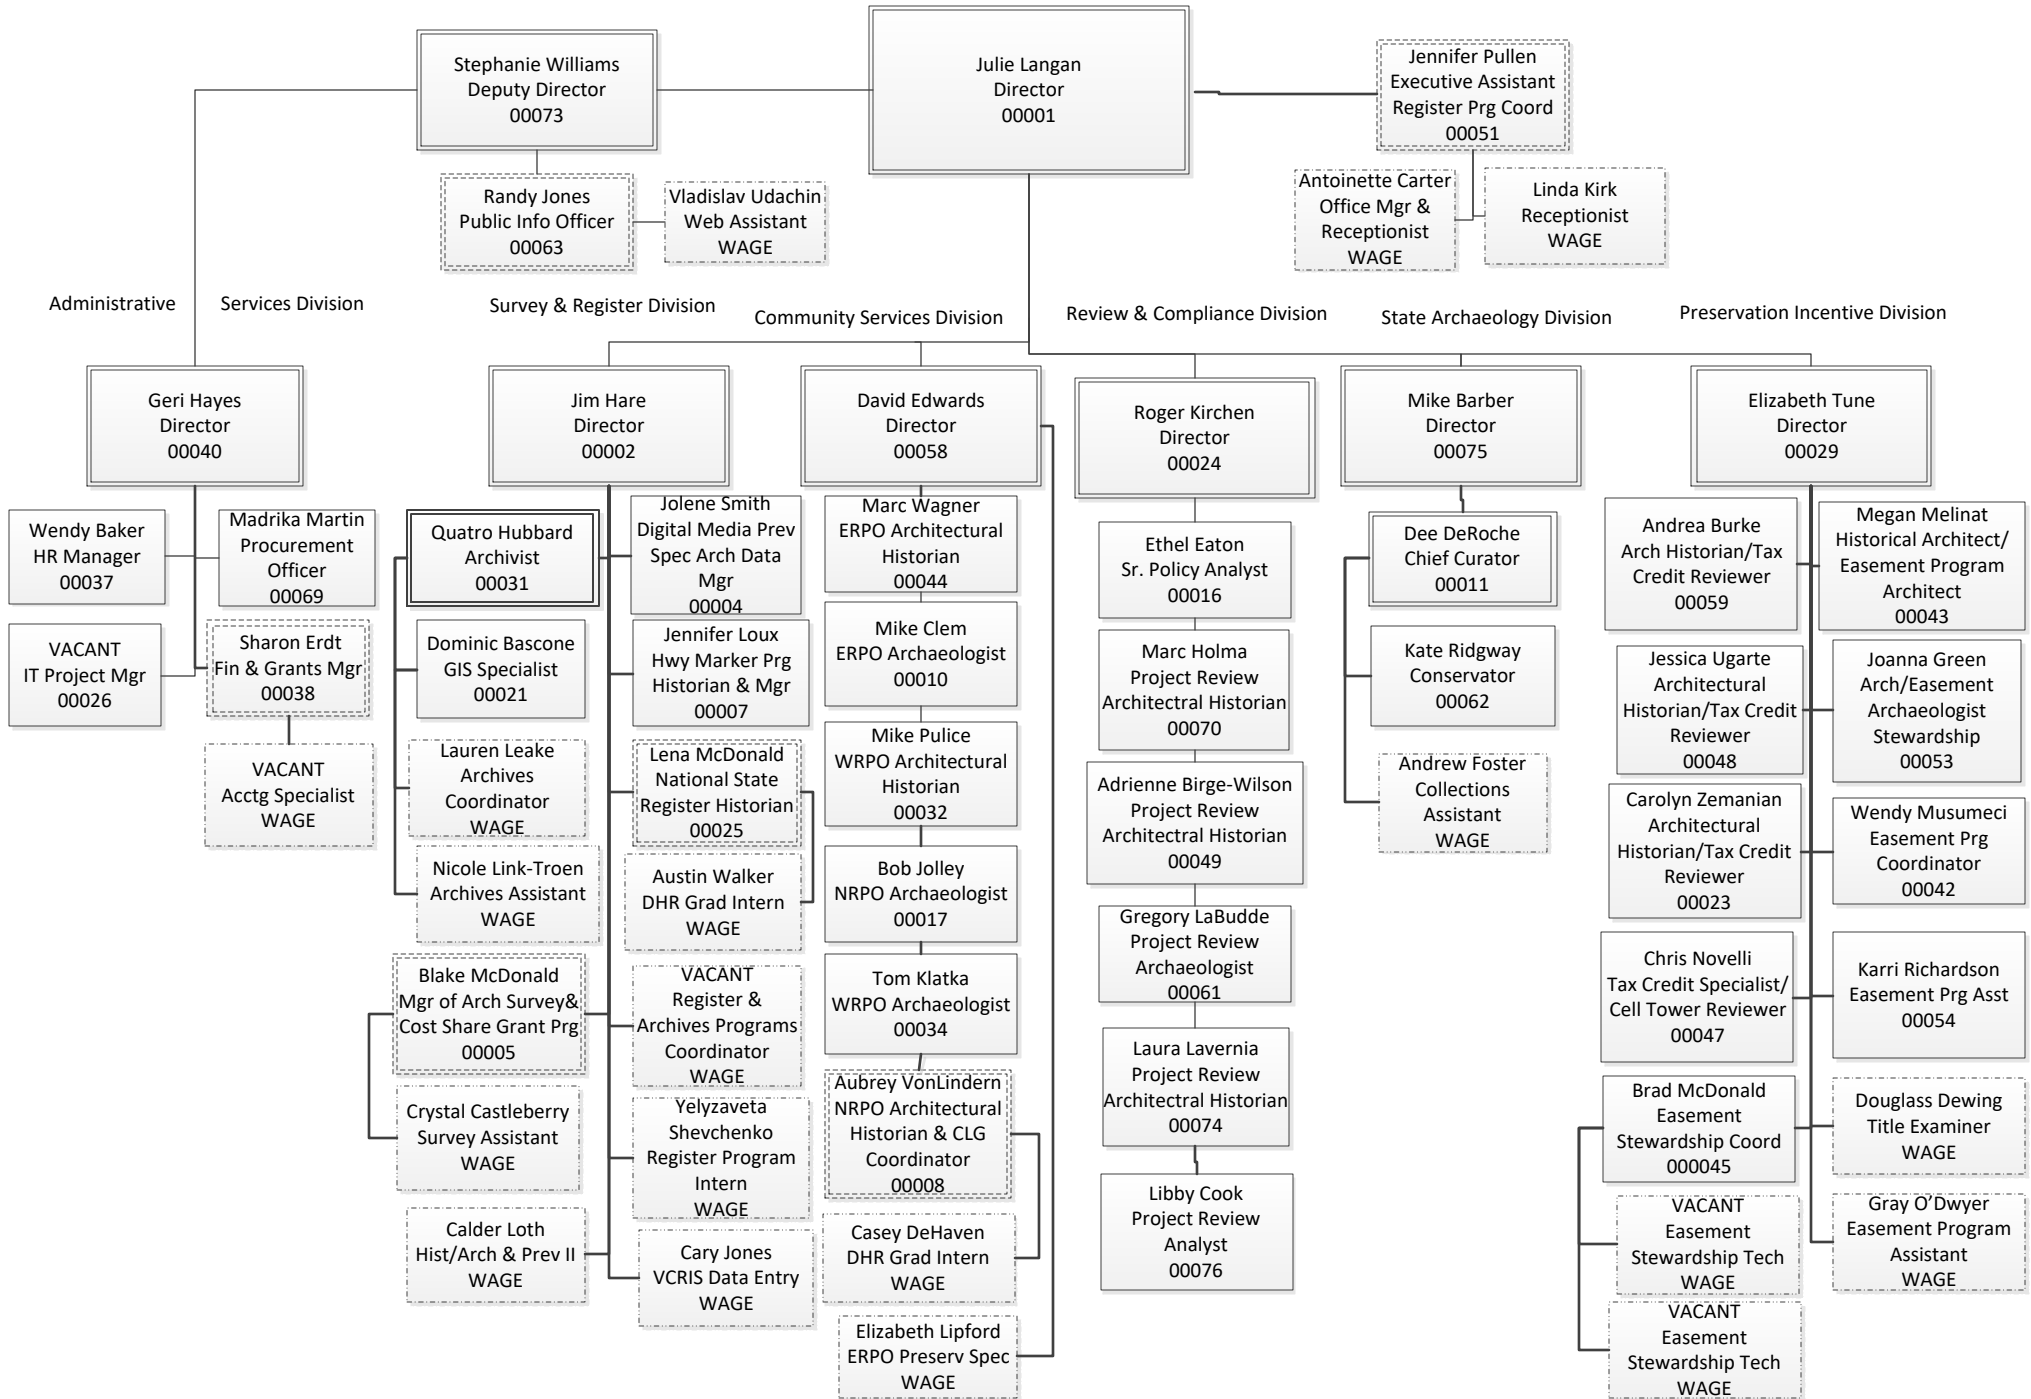 Stephanie Williams
Deputy Director
00073
Julie Langan
Director
00001
Jennifer Pullen
Executive Assistant
Register Prg Coord
00051
Randy Jones
Public Info Officer
00063
Vladislav Udachin
Web Assistant
WAGE
Antoinette Carter
Office Mgr &
Receptionist
WAGE
Linda Kirk
Receptionist
WAGE
Administrative Services Division
Survey & Register Division
Community Services Division
Review & Compliance Division
State Archaeology Division
Preservation Incentive Division
Geri Hayes
Director
00040
Wendy Baker
HR Manager
00037
Madrika Martin
Procurement
Officer
00069
VACANT
IT Project Mgr
00026
Sharon Erdt
Fin & Grants Mgr
00038
VACANT
Acctg Specialist
WAGE
Jim Hare
Director
00002
Quatro Hubbard
Archivist
00031
Jolene Smith
Digital Media Prev
Spec Arch Data
Mgr
00004
Dominic Bascone
GIS Specialist
00021
Jennifer Loux
Hwy Marker Prg
Historian & Mgr
00007
Lauren Leake
Archives
Coordinator
WAGE
Lena McDonald
National State
Register Historian
00025
Nicole Link-Troen
Archives Assistant
WAGE
Austin Walker
DHR Grad Intern
WAGE
Blake McDonald
Mgr of Arch Survey&
Cost Share Grant Prg
00005
VACANT
Register &
Archives Programs
Coordinator
WAGE
Crystal Castleberry
Survey Assistant
WAGE
Yelyzaveta
Shevchenko
Register Program
Intern
WAGE
Calder Loth
Hist/Arch & Prev II
WAGE
Cary Jones
VCRIS Data Entry
WAGE
David Edwards
Director
00058
Marc Wagner
ERPO Architectural
Historian
00044
Mike Clem
ERPO Archaeologist
00010
Mike Pulice
WRPO Architectural
Historian
00032
Bob Jolley
NRPO Archaeologist
00017
Tom Klatka
WRPO Archaeologist
00034
Aubrey VonLindern
NRPO Architectural
Historian & CLG
Coordinator
00008
Casey DeHaven
DHR Grad Intern
WAGE
Elizabeth Lipford
ERPO Preserv Spec
WAGE
Roger Kirchen
Director
00024
Ethel Eaton
Sr. Policy Analyst
00016
Marc Holma
Project Review
Architectral Historian
00070
Adrienne Birge-Wilson
Project Review
Architectral Historian
00049
Gregory LaBudde
Project Review
Archaeologist
00061
Laura Lavernia
Project Review
Architectral Historian
00074
Libby Cook
Project Review
Analyst
00076
Mike Barber
Director
00075
Dee DeRoche
Chief Curator
00011
Kate Ridgway
Conservator
00062
Andrew Foster
Collections
Assistant
WAGE
Elizabeth Tune
Director
00029
Andrea Burke
Arch Historian/Tax
Credit Reviewer
00059
Megan Melinat
Historical Architect/
Easement Program
Architect
00043
Jessica Ugarte
Architectural
Historian/Tax Credit
Reviewer
00048
Joanna Green
Arch/Easement
Archaeologist
Stewardship
00053
Carolyn Zemanian
Architectural
Historian/Tax Credit
Reviewer
00023
Wendy Musumeci
Easement Prg
Coordinator
00042
Chris Novelli
Tax Credit Specialist/
Cell Tower Reviewer
00047
Karri Richardson
Easement Prg Asst
00054
Brad McDonald
Easement
Stewardship Coord
000045
Douglass Dewing
Title Examiner
WAGE
VACANT
Easement
Stewardship Tech
WAGE
Gray O’Dwyer
Easement Program
Assistant
WAGE
VACANT
Easement
Stewardship Tech
WAGE